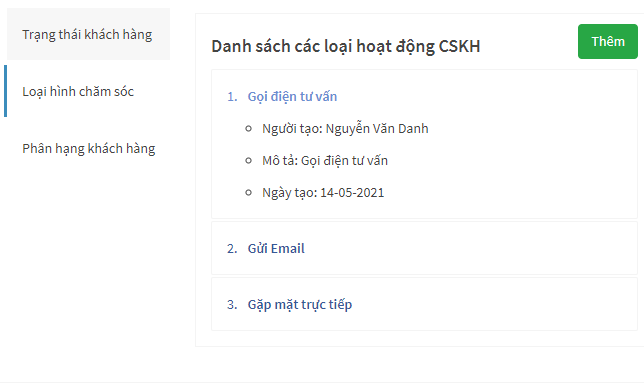 Trạng thái khách hàng
Loại hình chăm sóc
Phân hạng khách hàng
Danh sách các loại hoạt động CSKH
Thêm
1. Gọi điện tư vấn
Người tạo: Nguyễn Văn Danh
Mô tả: Gọi điện tư vấn
Ngày tạo: 14-05-2021
2. Gửi Email
3. Gặp mặt trực tiếp